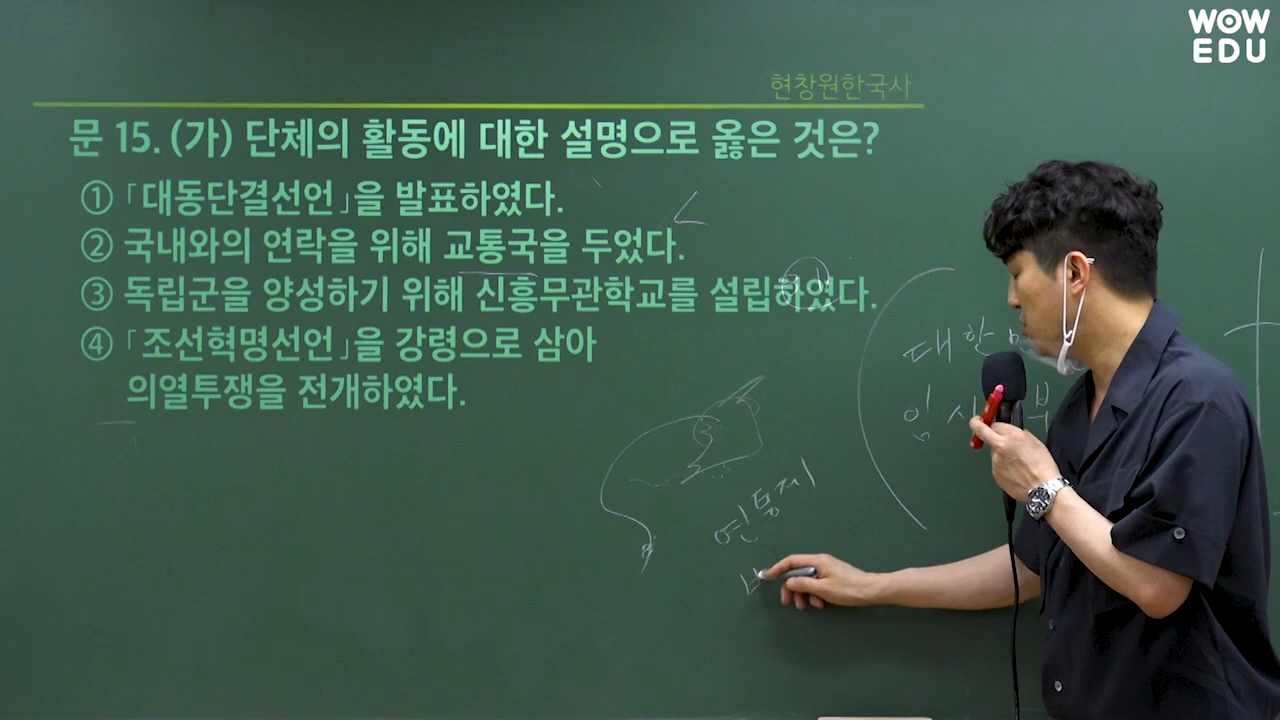 WOW
EDU
현창원한국사
문 15. (가) 단체의 활동에 대한 설명으로 옳은 것은?
① 「대동단결선언」을 발표하였다.
② 국내와의 연락을 위해 교통국을 두었다.
③ 독립군을 양성하기 위해 신흥무관학교를 설립하였다.
④ 「조선혁명선언」을 강령으로 삼아
의열투쟁을 전개하였다.
대한
임시 부
연통제